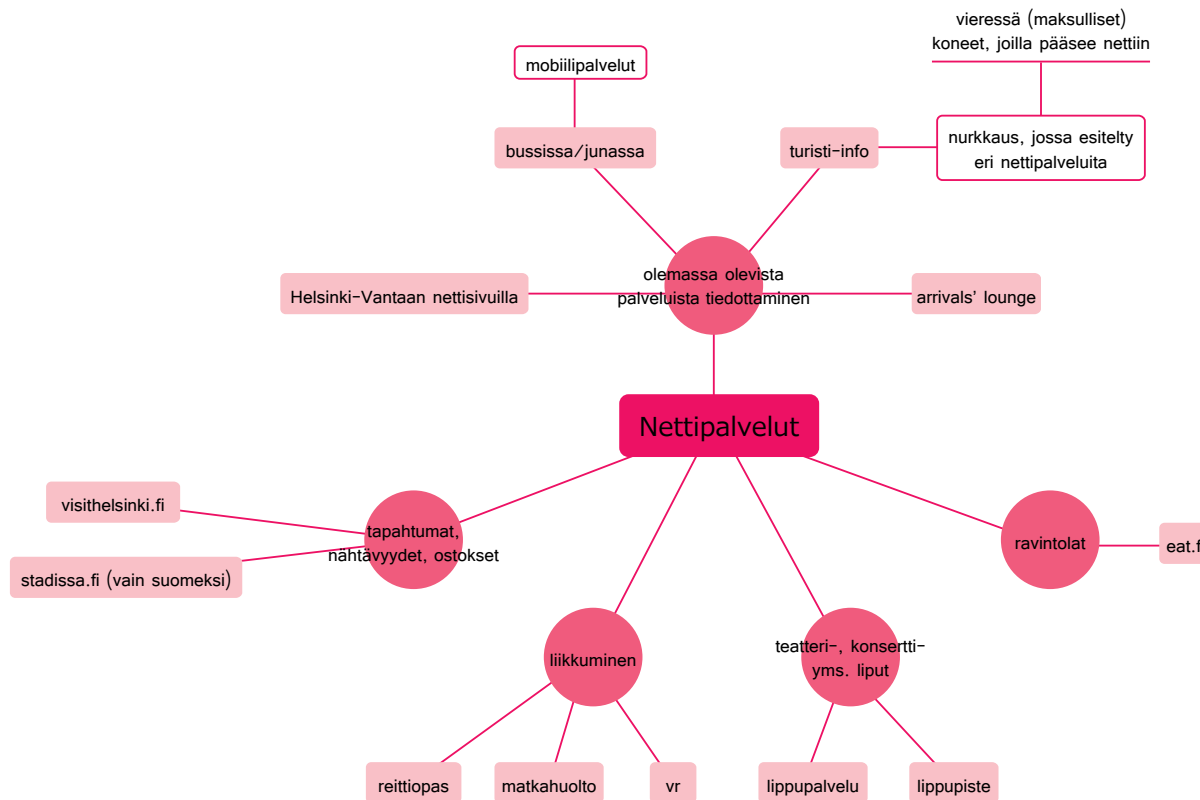 vieressä (maksulliset)
koneet, joilla pääsee nettiin
mobiilipalvelut
bussissa/junassa
turisti-info
nurkkaus, jossa esitelty
eri nettipalveluita
olemassa olevista
palveluista tiedottaminen
Helsinki-Vantaan nettisivuilla
arrivals' lounge
Nettipalvelut
visithelsinki.fi
stadissa.fi (vain suomeksi)
tapahtumat,
nähtävyydet, ostokset
ravintolat
eat.f
liikkuminen
teatteri-, konsertti-
yms. liput
reittiopas
matkahuolto
vr
lippupalvelu
lippupiste